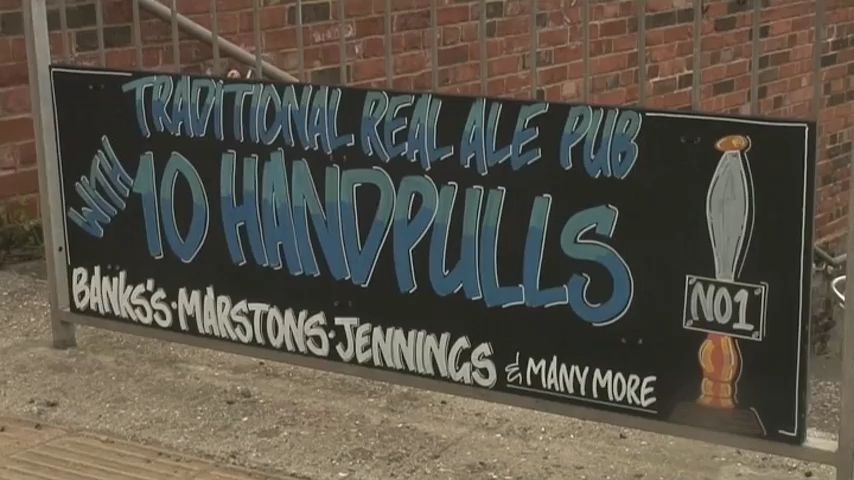 TRADITIONAL REAL ALE PUB
WITH
10 HANDPULLS
BANKS'S · MARSTONS · JENNINGS & MANY MORE
NO1